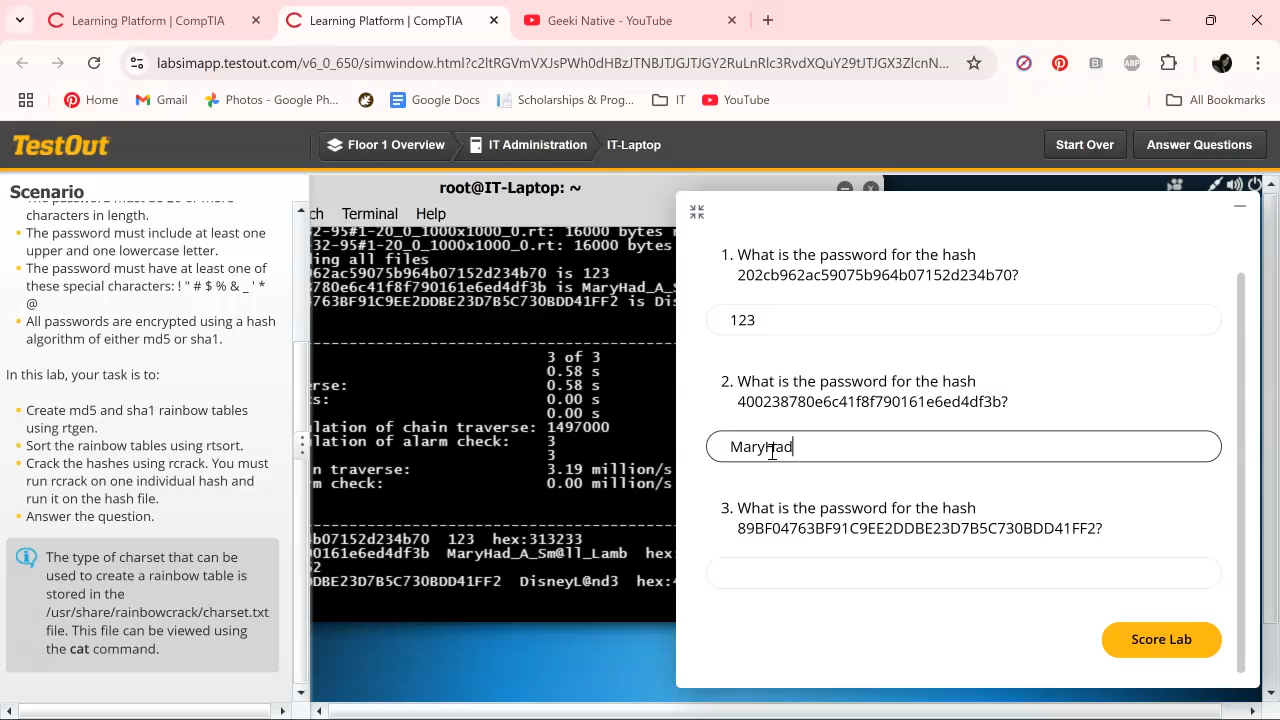 Learning Platform | CompTIA
Learning Platform | CompTIA
Geeki Native - YouTube
labsimapp.testout.com/v6_0_650/simwindow.html?c2ltRGVmVXJsPWh0dHBzJTNBJTJGJTJGY2RuLnRlc3RvdXQuY29tJTJGX3ZlcnN...
Home
Gmail
Photos - Google Ph...
Google Docs
Scholarships & Prog...
IT
YouTube
All Bookmarks
TestOut
Floor 1 Overview
IT Administration
IT-Laptop
Start Over
Answer Questions
Scenario
characters in length.
The password must include at least one
upper and one lowercase letter.
The password must have at least one of
these special characters: ! " # $ % & _ ' *
@
All passwords are encrypted using a hash
algorithm of either md5 or sha1.
In this lab, your task is to:
Create md5 and sha1 rainbow tables
using rtgen.
Sort the rainbow tables using rtsort.
Crack the hashes using rcrack. You must
run rcrack on one individual hash and
run it on the hash file.
Answer the question.
The type of charset that can be
used to create a rainbow table is
stored in the
/usr/share/rainbowcrack/charset.txt
file. This file can be viewed using
the cat command.
root@IT-Laptop: ~
ch Terminal Help
32-95#1-20_0_1000x1000_0.rt: 16000 bytes
32-95#1-20_0_1000x1000_0.rt: 16000 bytes
ing all files
202cb962ac59075b964b07152d234b70 is 123
8780e6c41f8f790161e6ed4df3b is MaryHad_A_S
4763BF91C9EE2DDBE23D7B5C730BDD41FF2 is Dis
3 of 3
erse: 0.58 s
0.58 s
s: 0.00 s
0.00 s
lation of chain traverse: 1497000
lation of alarm check: 3
3
n traverse: 3.19 million/s
m check: 0.00 million/s
4b07152d234b70 123 hex:313233
0161e6ed4df3b MaryHad_A_Sm@ll_Lamb hex:
52
DDBE23D7B5C730BDD41FF2 DisneyL@nd3 hex:4
1. What is the password for the hash
202cb962ac59075b964b07152d234b70?
123
2. What is the password for the hash
400238780e6c41f8f790161e6ed4df3b?
MaryHad
3. What is the password for the hash
89BF04763BF91C9EE2DDBE23D7B5C730BDD41FF2?
Score Lab